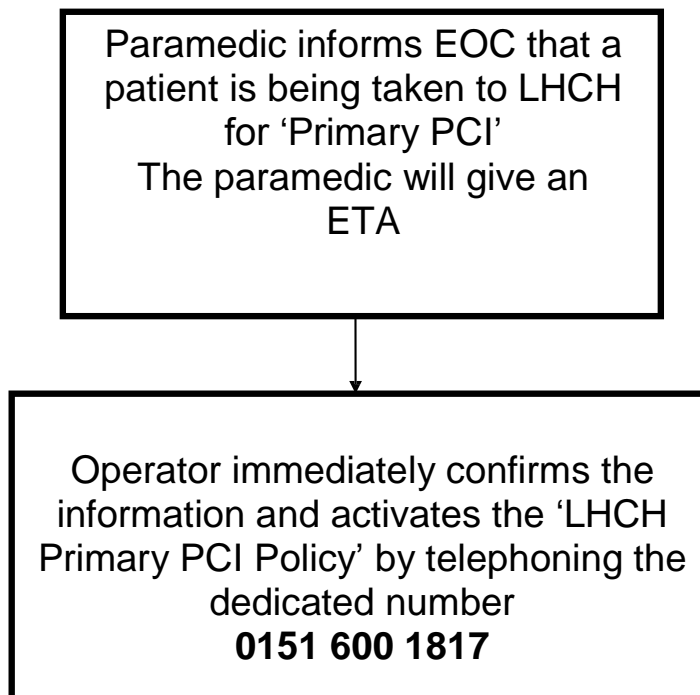 Paramedic informs EOC that a
patient is being taken to LHCH
for ‘Primary PCI’
The paramedic will give an
ETA
Operator immediately confirms the
information and activates the ‘LHCH
Primary PCI Policy’ by telephoning the
dedicated number
0151 600 1817